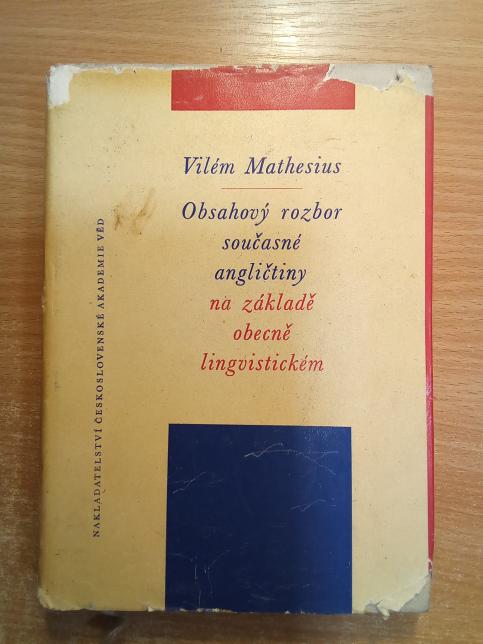 Vilém Mathesius
Obsahový rozbor
současné
angličtiny
na základě
obecně
lingvistickém
NAKLADATELSTVÍ ČESKOSLOVENSKÉ AKADEMIE VĚD